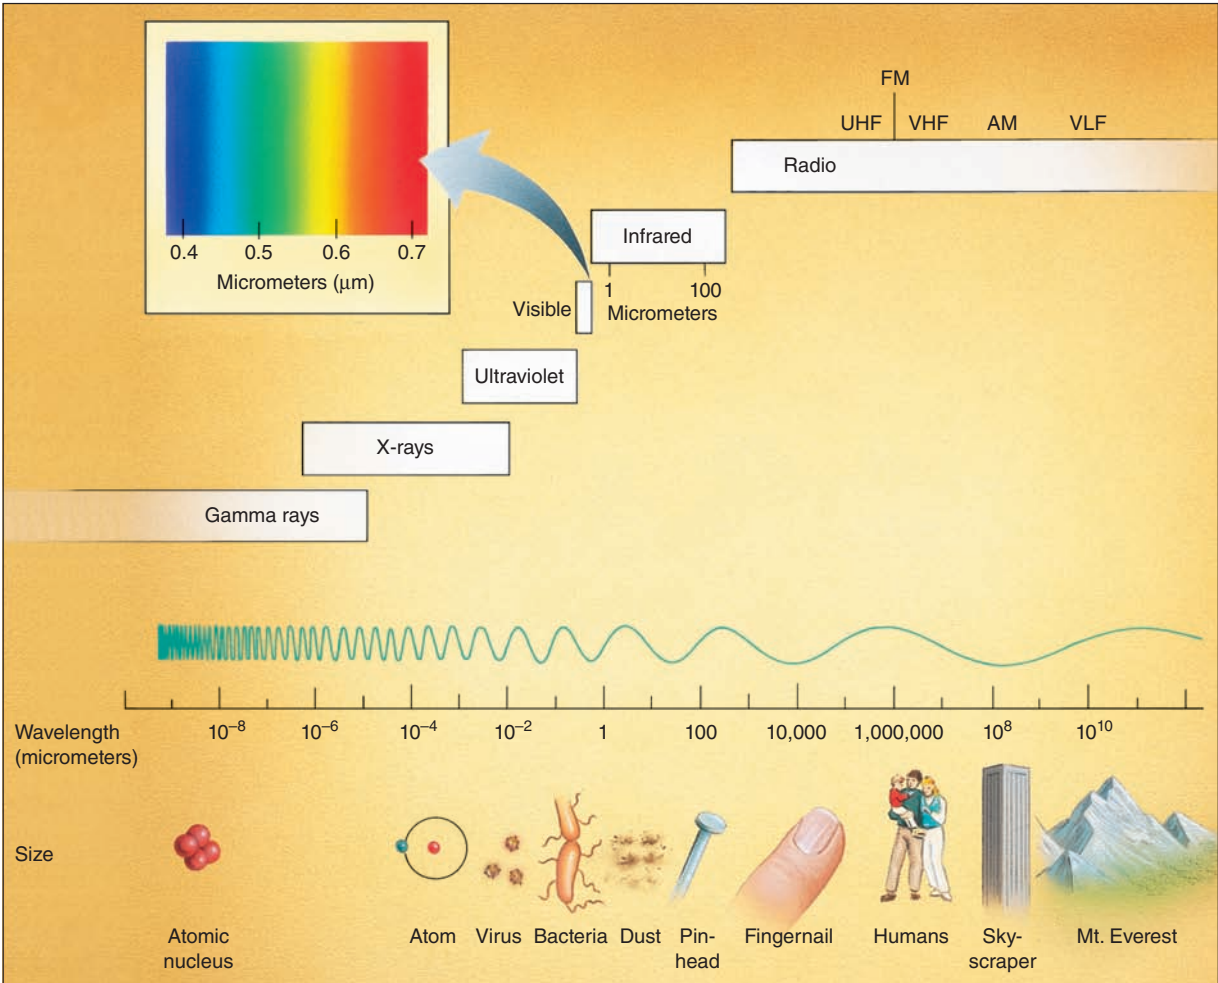 FM
UHF VHF AM VLF
Radio
Infrared
0.4 0.5 0.6 0.7
Micrometers (μm)
1 100
Visible Micrometers
Ultraviolet
X-rays
Gamma rays
Wavelength
(micrometers)
10⁻⁸ 10⁻⁶ 10⁻⁴ 10⁻² 1 100 10,000 1,000,000 10⁸ 10¹⁰
Size
Atomic
nucleus
Atom
Virus
Bacteria
Dust
Pin-
head
Fingernail
Humans
Sky-
scraper
Mt. Everest